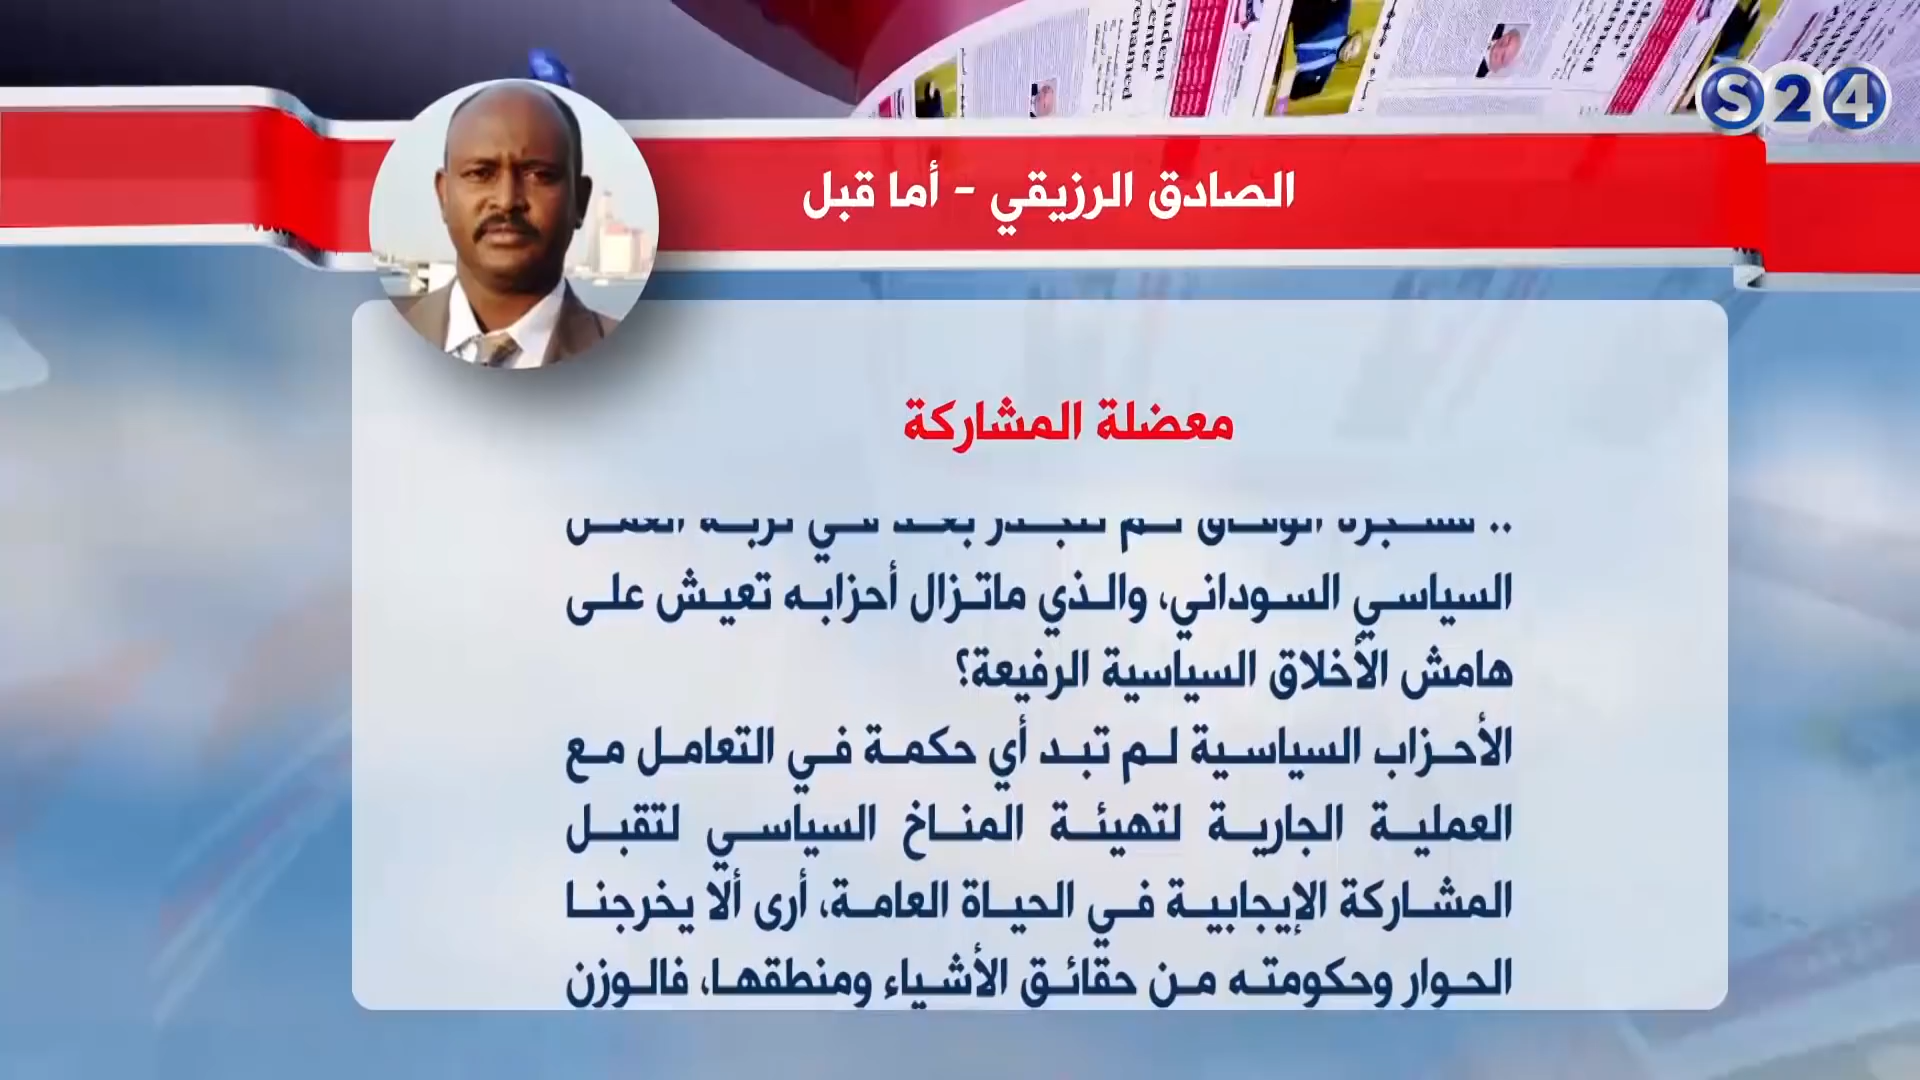 S24
الصادق الرزيقي - أما قبل
معضلة المشاركة
السياسي السوداني، والذي ماتزال أحزابه تعيش على
هامش الأخلاق السياسية الرفيعة؟
الأحزاب السياسية لم تبد أي حكمة في التعامل مع
العملية الجارية لتهيئة المناخ السياسي لتقبل
المشاركة الإيجابية في الحياة العامة، أرى ألا يخرجنا
الحوار وحكومته من حقائق الأشياء ومنطقها، فالوزن